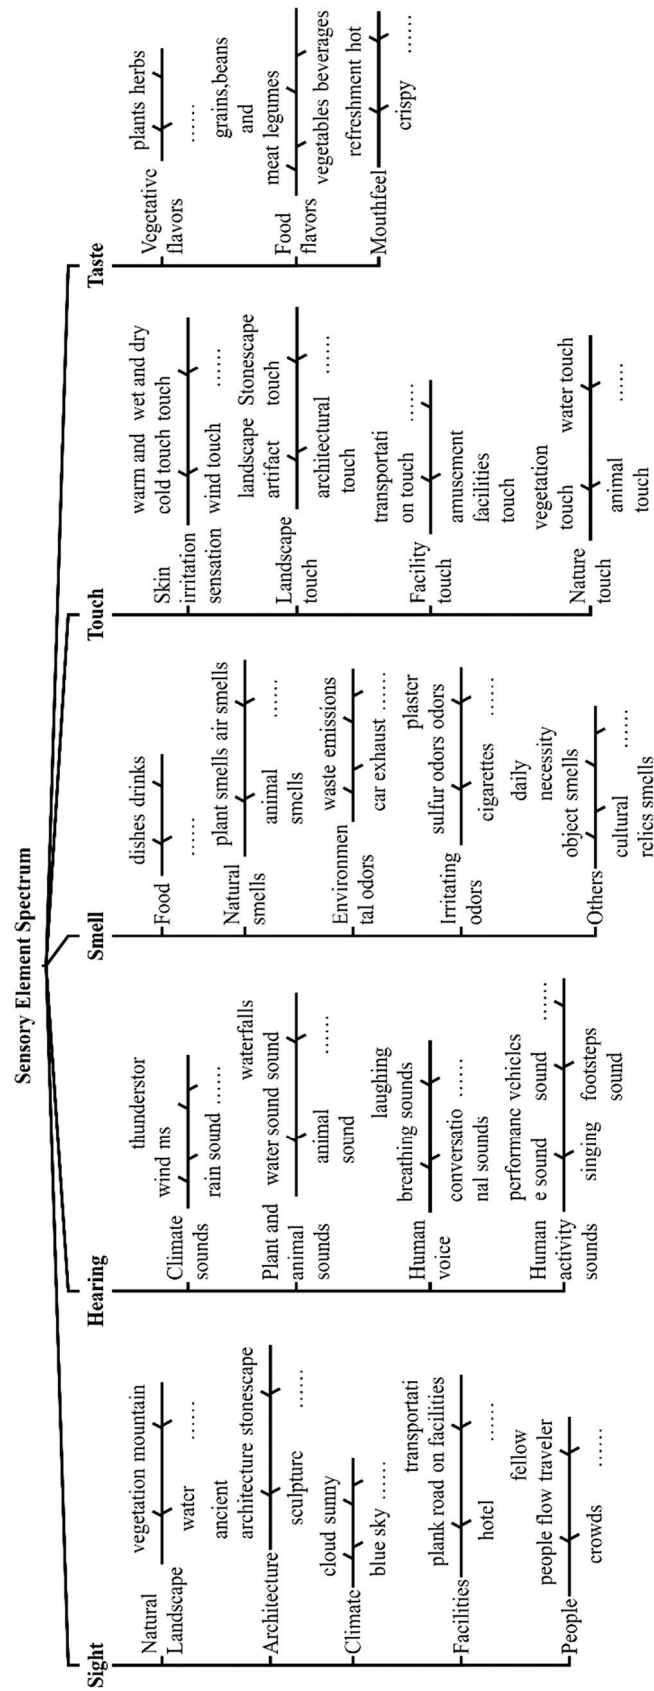 Sensory Element Spectrum
Sight
Natural
Landscape
vegetation mountain
water
......
Architecture
ancient
architecture stonescape
sculpture
......
Climate
cloud sunny
blue sky ......
Facilities
transportati
plank road on facilities
hotel
......
People
fellow
people flow traveler
crowds
......
Hearing
Climate
sounds
thunderstor
wind ms
rain sound ......
Plant and
animal
sounds
waterfalls
water sound sound
animal
sound
......
Human
voice
laughing
breathing sounds
conversatio ......
nal sounds
Human
activity
sounds
performanc vehicles
e sound sound ......
singing footsteps
sound
Smell
Food
dishes drinks
......
Natural
smells
plant smells air smells
animal
smells
......
Environmen
tal odors
waste emissions
car exhaust ......
Irritating
odors
plaster
sulfur odors odors
cigarettes ......
Others
daily
necessity
object smells
cultural
relics smells
......
Touch
Skin
irritation
sensation
warm and wet and dry
cold touch touch
wind touch ......
Landscape
touch
landscape Stonescape
artifact touch
architectural
touch
......
Facility
touch
transportati
on touch ......
amusement
facilities
touch
Nature
touch
vegetation
touch water touch
animal
touch
......
Taste
Vegetative
flavors
plants herbs
......
Food
flavors
grains,beans
and
meat legumes
vegetables beverages
Mouthfeel
refreshment hot
crispy ......